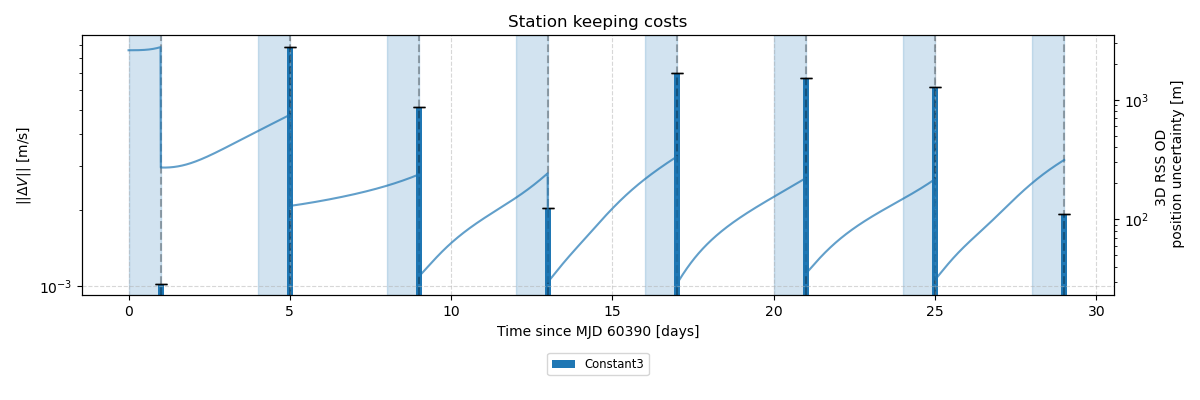 Station keeping costs
||ΔV|| [m/s]
10⁻³
10³
10²
3D RSS OD
position uncertainty [m]
0 5 10 15 20 25 30
Time since MJD 60390 [days]
Constant3